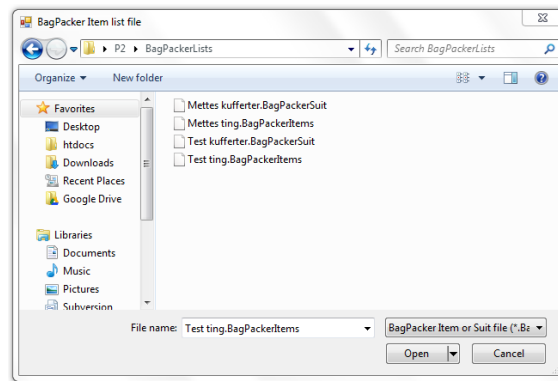 BagPacker Item list file
P2 BagPackerLists
Search BagPackerLists
Organize New folder
Favorites
Desktop
htdocs
Downloads
Recent Places
Google Drive
Libraries
Documents
Music
Pictures
Subversion
Mettes kufferter.BagPackerSuit
Mettes ting.BagPackerItems
Test kufferter.BagPackerSuit
Test ting.BagPackerItems
File name: Test ting.BagPackerItems
BagPacker Item or Suit file (*.Ba
Open Cancel